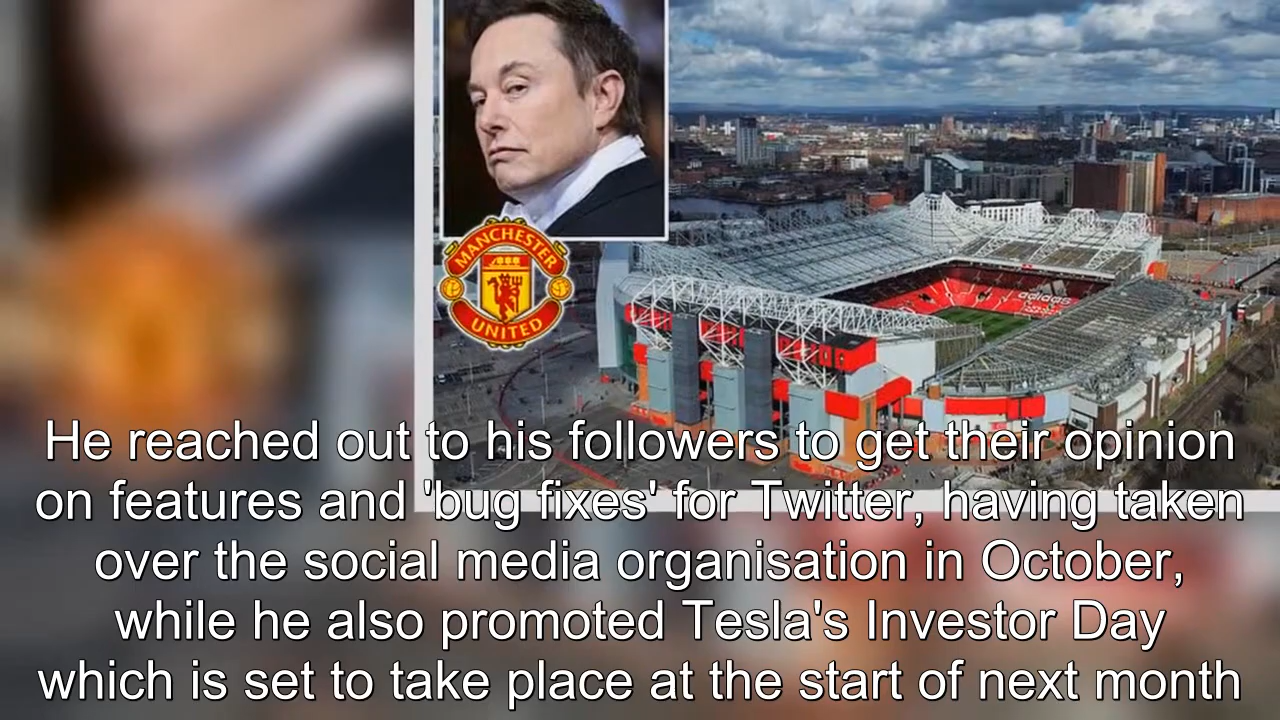 MANCHESTER
UNITED
adidas
He reached out to his followers to get their opinion
on features and 'bug fixes' for Twitter, having taken
over the social media organisation in October,
while he also promoted Tesla's Investor Day
which is set to take place at the start of next month